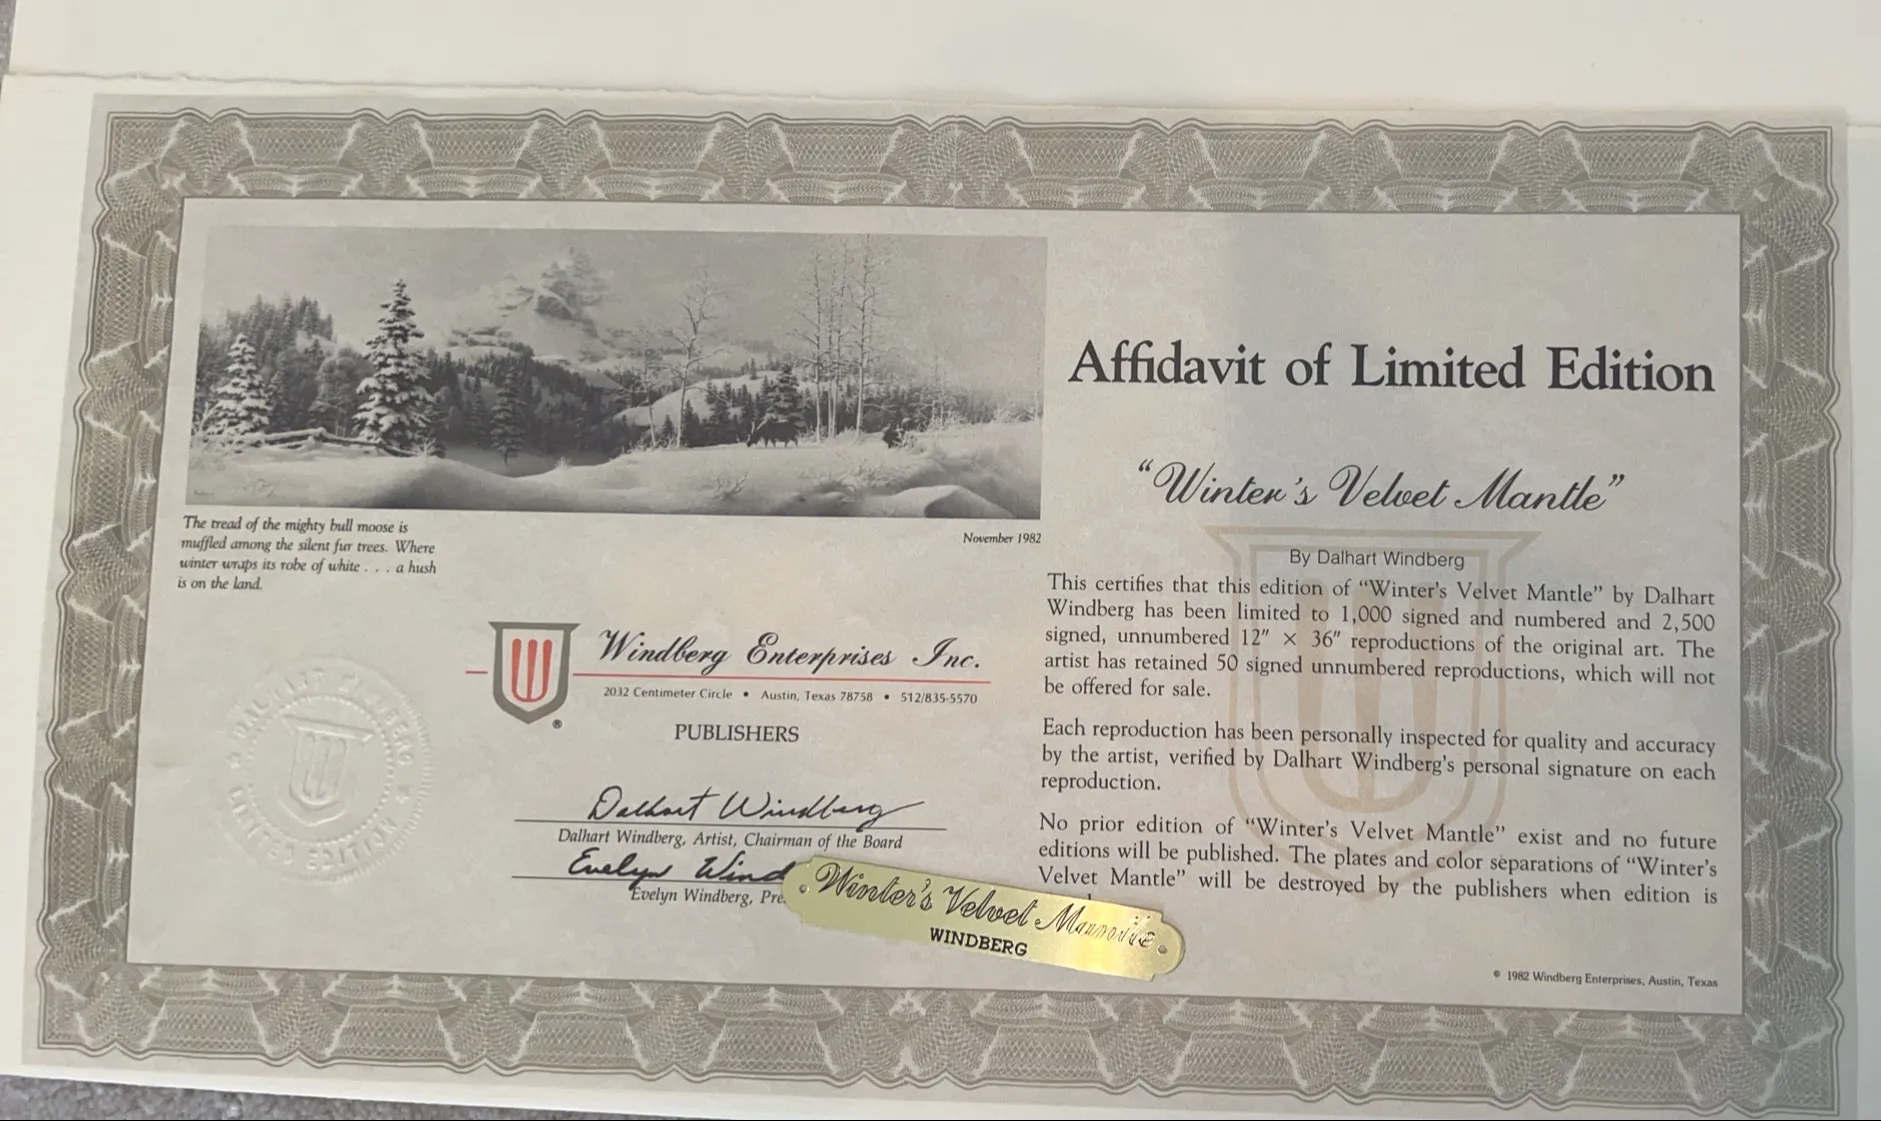 Affidavit of Limited Edition
"Winter's Velvet Mantle"
By Dalhart Windberg
This certifies that this edition of "Winter's Velvet Mantle" by Dalhart
Windberg has been limited to 1,000 signed and numbered and 2,500
signed, unnumbered 12" × 36" reproductions of the original art. The
artist has retained 50 signed unnumbered reproductions, which will not
be offered for sale.
Each reproduction has been personally inspected for quality and accuracy
by the artist, verified by Dalhart Windberg's personal signature on each
reproduction.
No prior edition of "Winter's Velvet Mantle" exist and no future
editions will be published. The plates and color separations of "Winter's
Velvet Mantle" will be destroyed by the publishers when edition is
© 1982 Windberg Enterprises, Austin, Texas
The tread of the mighty bull moose is
muffled among the silent fur trees. Where
winter wraps its robe of white . . . a hush
is on the land.
November 1982
Windberg Enterprises Inc.
2032 Centimeter Circle • Austin, Texas 78758 • 512/835-5570
®
PUBLISHERS
Dalhart Windberg
Dalhart Windberg, Artist, Chairman of the Board
Evelyn Wind
Evelyn Windberg, Pre
DALHART WINDBERG
LIMITED EDITION
Winter's Velvet Mantle
WINDBERG